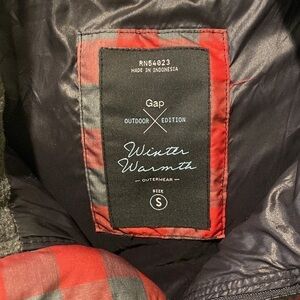 RN54023
MADE IN INDONESIA
Gap
OUTDOOR EDITION
Winter
Warmth
— OUTERWEAR —
SIZE
S